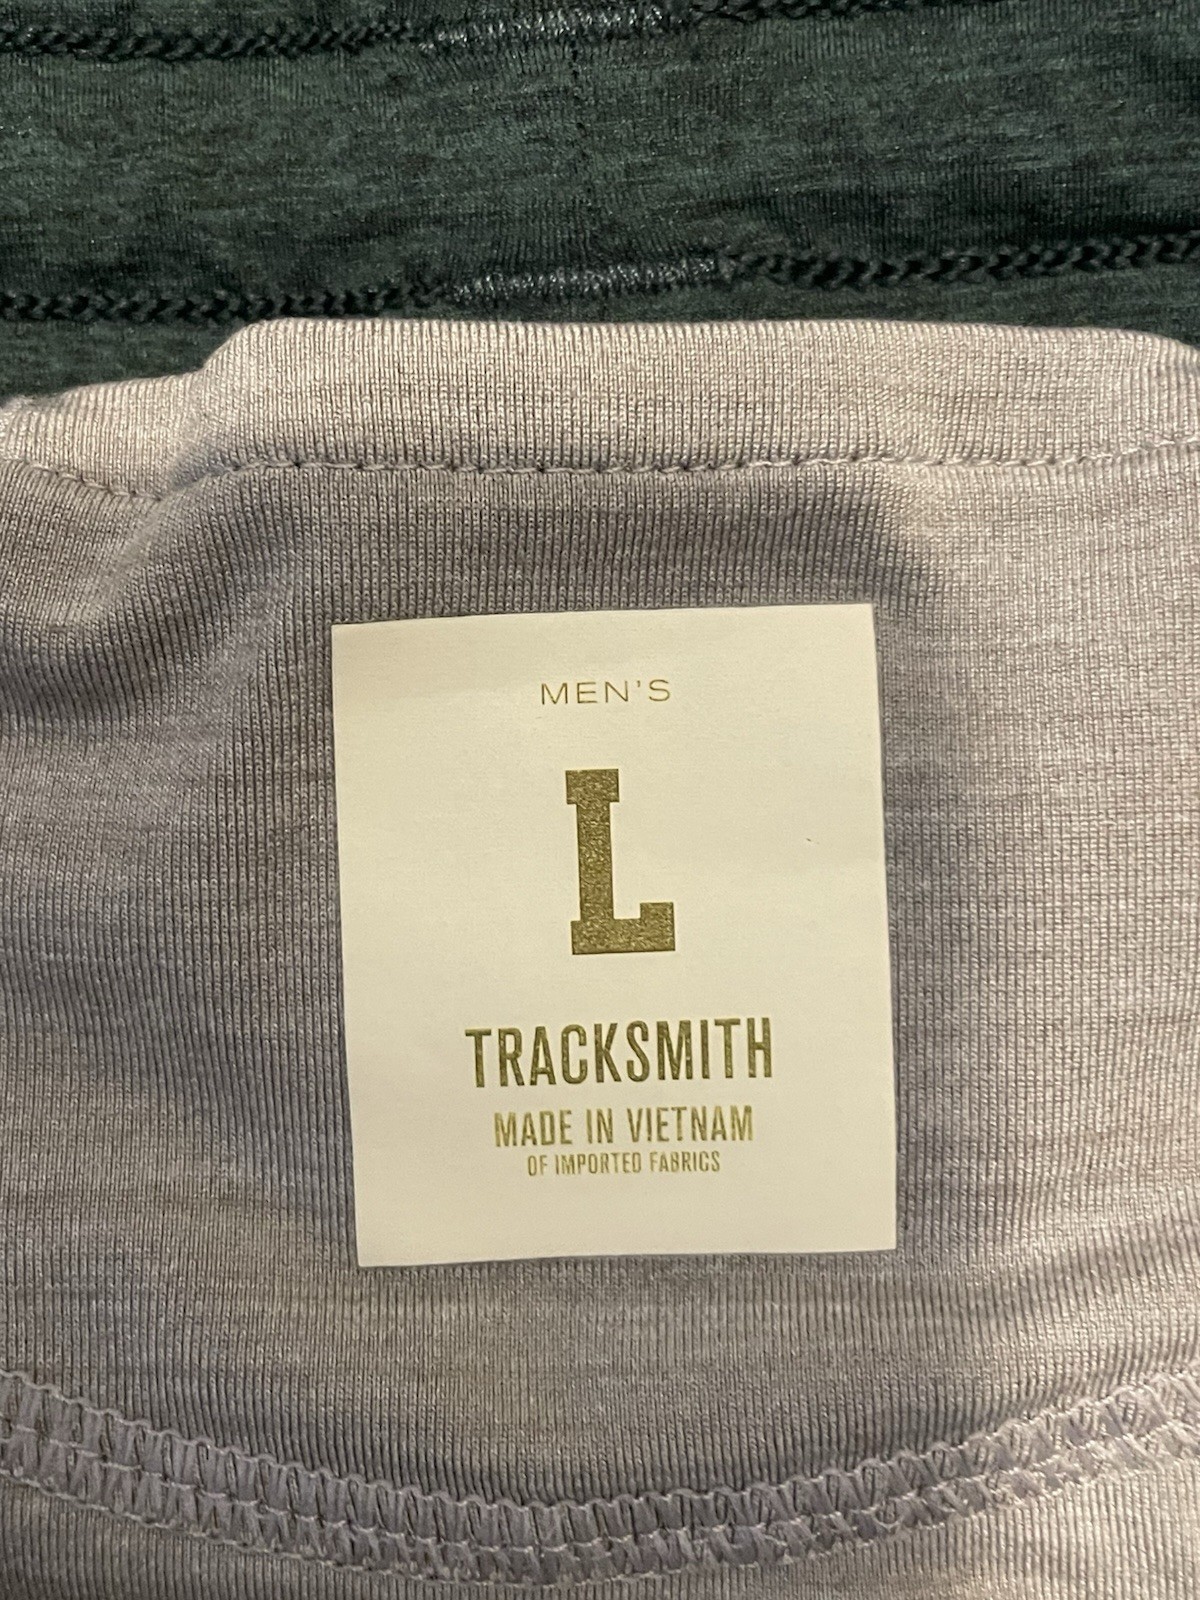 MEN'S
L
TRACKSMITH
MADE IN VIETNAM
OF IMPORTED FABRICS